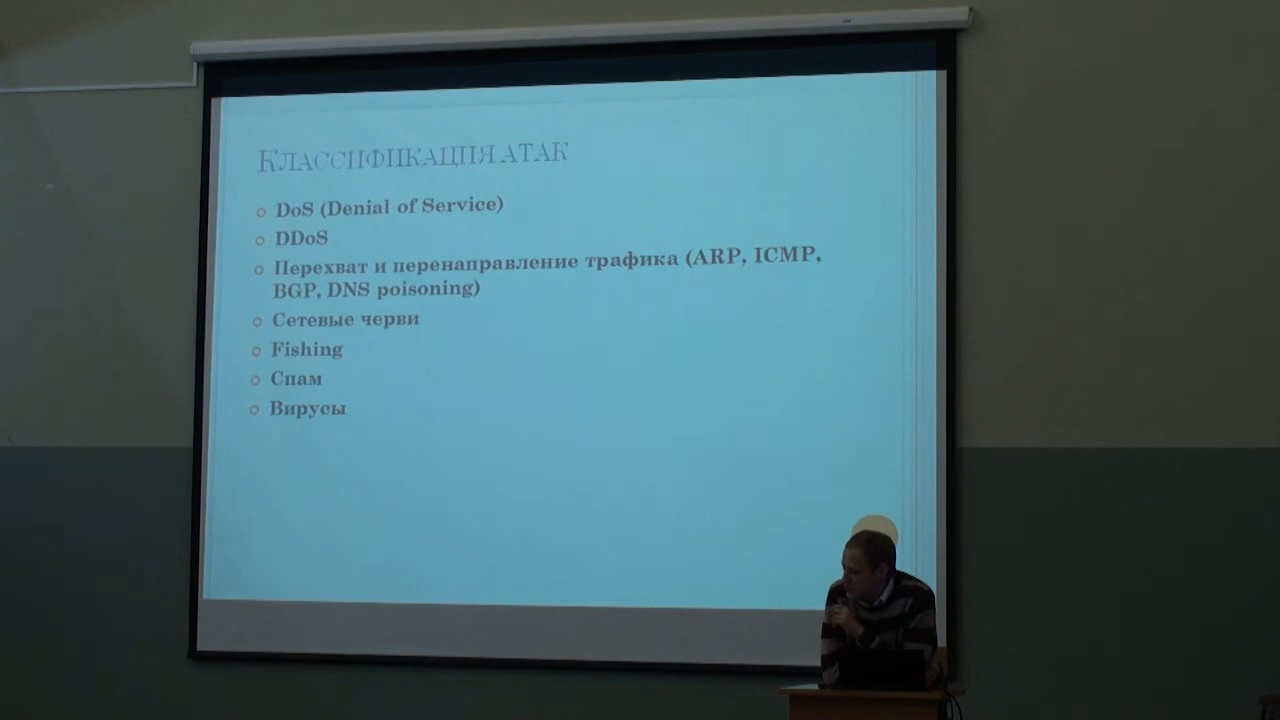 КЛАССИФИКАЦИЯ АТАК
DoS (Denial of Service)
DDoS
Перехват и перенаправление трафика (ARP, ICMP,
BGP, DNS poisoning)
Сетевые черви
Fishing
Спам
Вирусы